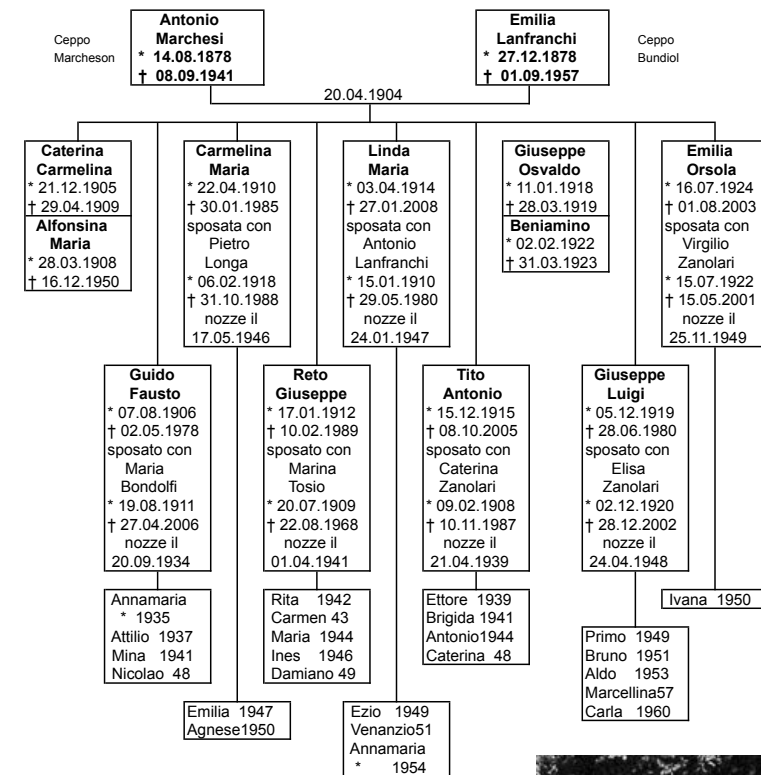 Ceppo
Marcheson
Antonio
Marchesi
* 14.08.1878
† 08.09.1941
Emilia
Lanfranchi
* 27.12.1878
† 01.09.1957
Ceppo
Bundiol
20.04.1904
Caterina
Carmelina
* 21.12.1905
† 29.04.1909
Alfonsina
Maria
* 28.03.1908
† 16.12.1950
Carmelina
Maria
* 22.04.1910
† 30.01.1985
sposata con
Pietro
Longa
* 06.02.1918
† 31.10.1988
nozze il
17.05.1946
Linda
Maria
* 03.04.1914
† 27.01.2008
sposata con
Antonio
Lanfranchi
* 15.01.1910
† 29.05.1980
nozze il
24.01.1947
Giuseppe
Osvaldo
* 11.01.1918
† 28.03.1919
Beniamino
* 02.02.1922
† 31.03.1923
Emilia
Orsola
* 16.07.1924
† 01.08.2003
sposata con
Virgilio
Zanolari
* 15.07.1922
† 15.05.2001
nozze il
25.11.1949
Guido
Fausto
* 07.08.1906
† 02.05.1978
sposato con
Maria
Bondolfi
* 19.08.1911
† 27.04.2006
nozze il
20.09.1934
Reto
Giuseppe
* 17.01.1912
† 10.02.1989
sposato con
Marina
Tosio
* 20.07.1909
† 22.08.1968
nozze il
01.04.1941
Tito
Antonio
* 15.12.1915
† 08.10.2005
sposato con
Caterina
Zanolari
* 09.02.1908
† 10.11.1987
nozze il
21.04.1939
Giuseppe
Luigi
* 05.12.1919
† 28.06.1980
sposato con
Elisa
Zanolari
* 02.12.1920
† 28.12.2002
nozze il
24.04.1948
Annamaria
* 1935
Attilio 1937
Mina 1941
Nicolao 48
Rita 1942
Carmen 43
Maria 1944
Ines 1946
Damiano 49
Ettore 1939
Brigida 1941
Antonio1944
Caterina 48
Ivana 1950
Primo 1949
Bruno 1951
Aldo 1953
Marcellina57
Carla 1960
Emilia 1947
Agnese1950
Ezio 1949
Venanzio51
Annamaria
* 1954